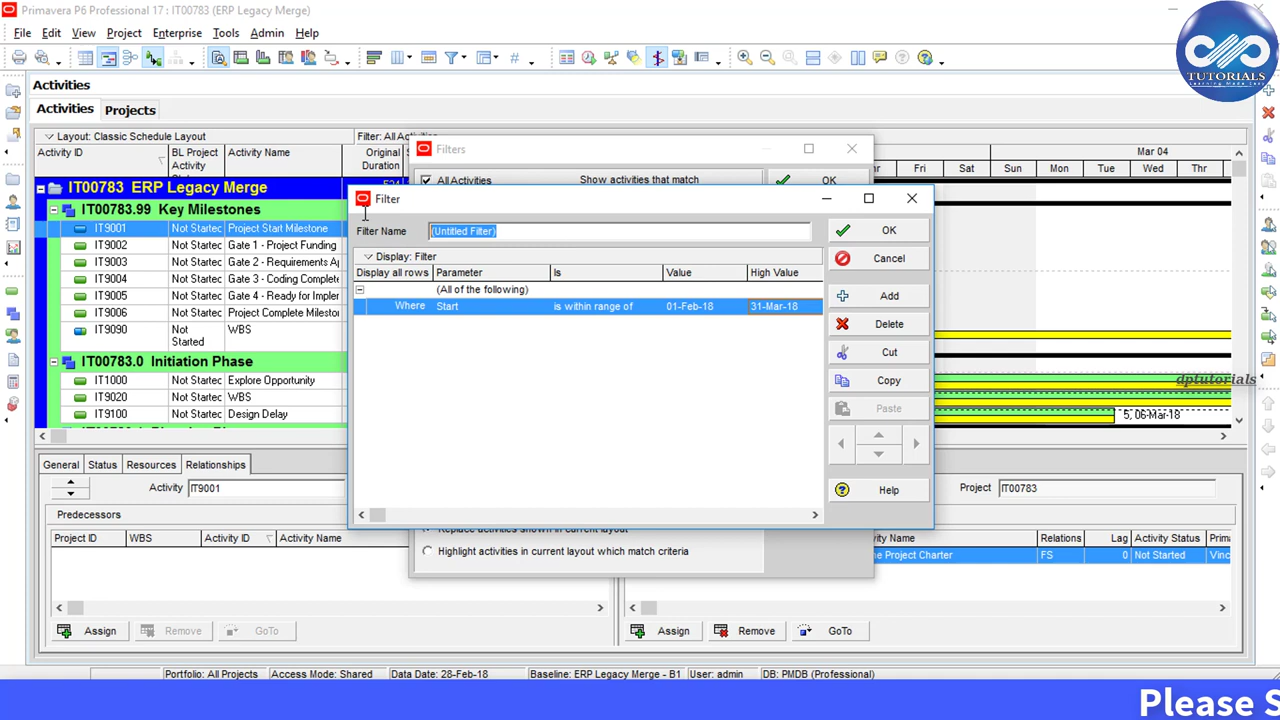 Primavera P6 Professional 17 : IT00783 (ERP Legacy Merge)
File Edit View Project Enterprise Tools Admin Help
TUTORIALS
Activities
Activities Projects
Layout: Classic Schedule Layout Filter: All Activities
Activity ID BL Project Activity Activity Name Original Duration
Mar 04
Fri Sat Sun Mon Tue Wed Thr
Filters
All Activities Show activities that match OK
IT00783 ERP Legacy Merge
IT00783.99 Key Milestones
IT9001 Not Started Project Start Milestone
IT9002 Not Started Gate 1 - Project Funding
IT9003 Not Started Gate 2 - Requirements Ap
IT9004 Not Started Gate 3 - Coding Complete
IT9005 Not Started Gate 4 - Ready for Implem
IT9006 Not Started Project Complete Milestor
IT9090 Not Started WBS
IT00783.0 Initiation Phase
IT1000 Not Started Explore Opportunity
IT9020 Not Started WBS
IT9100 Not Started Design Delay
5, 06-Mar-18
dptutorials
Filter
Filter Name (Untitled Filter)
Display: Filter
Display all rows Parameter Is Value High Value
(All of the following)
Where Start is within range of 01-Feb-18 31-Mar-18
OK
Cancel
Add
Delete
Cut
Copy
Paste
Help
Replace activities shown in current layout
Highlight activities in current layout which match criteria
General Status Resources Relationships
Activity IT9001 Project IT00783
Predecessors
Project ID WBS Activity ID Activity Name
ivity Name Relations Lag Activity Status Prima
ne Project Charter FS 0 Not Started Vinc
Assign Remove GoTo
Assign Remove GoTo
Portfolio: All Projects Access Mode: Shared Data Date: 28-Feb-18 Baseline: ERP Legacy Merge - B1 User: admin DB: PMDB (Professional)
Please S